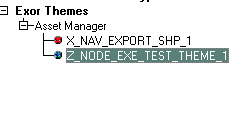 Exor Themes
Asset Manager
X_NAV_EXPORT_SHP_1
Z_NODE_EXE_TEST_THEME_1